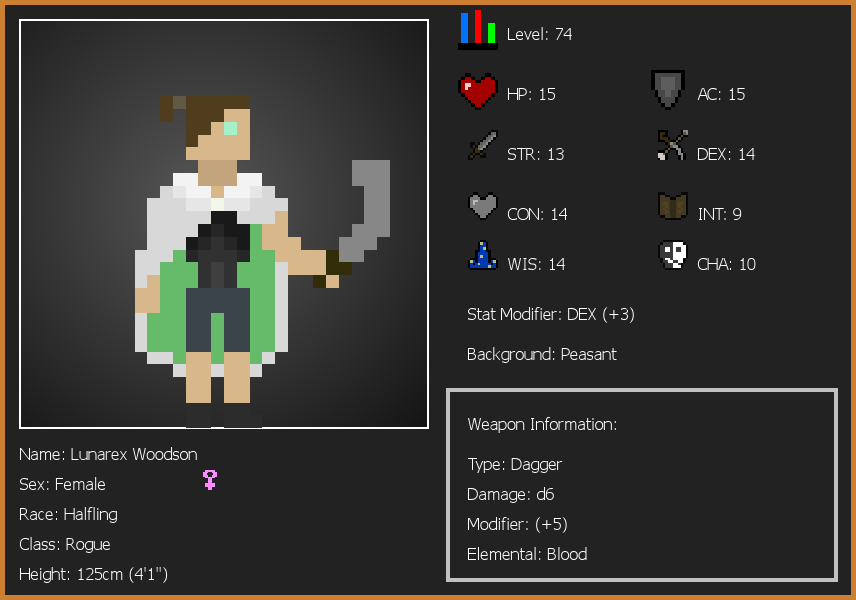 Level: 74
HP: 15
AC: 15
STR: 13
DEX: 14
CON: 14
INT: 9
WIS: 14
CHA: 10
Stat Modifier: DEX (+3)
Background: Peasant
Weapon Information:
Type: Dagger
Damage: d6
Modifier: (+5)
Elemental: Blood
Name: Lunarex Woodson
Sex: Female
Race: Halfling
Class: Rogue
Height: 125cm (4'1")